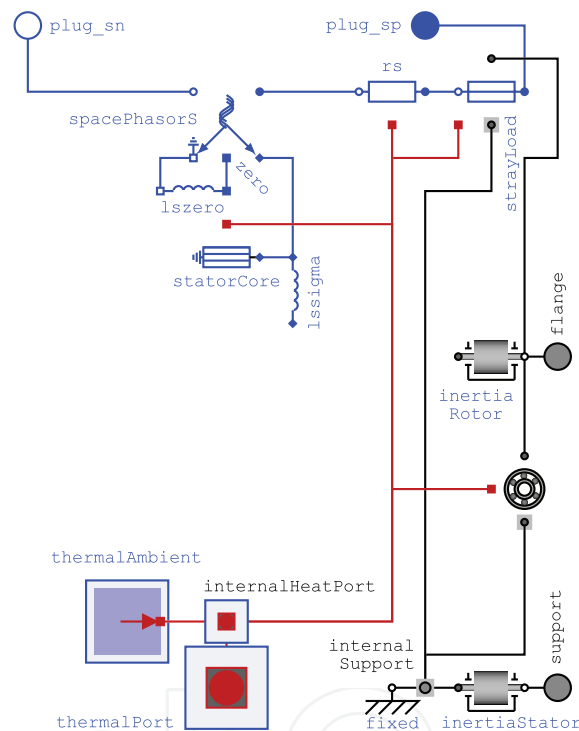 plug_sn
plug_sp
rs
spacePhasorS
zero
strayLoad
lszero
statorCore
lssigma
flange
inertia
Rotor
thermalAmbient
internalHeatPort
support
internal
Support
thermalPort
fixed
inertiaStator